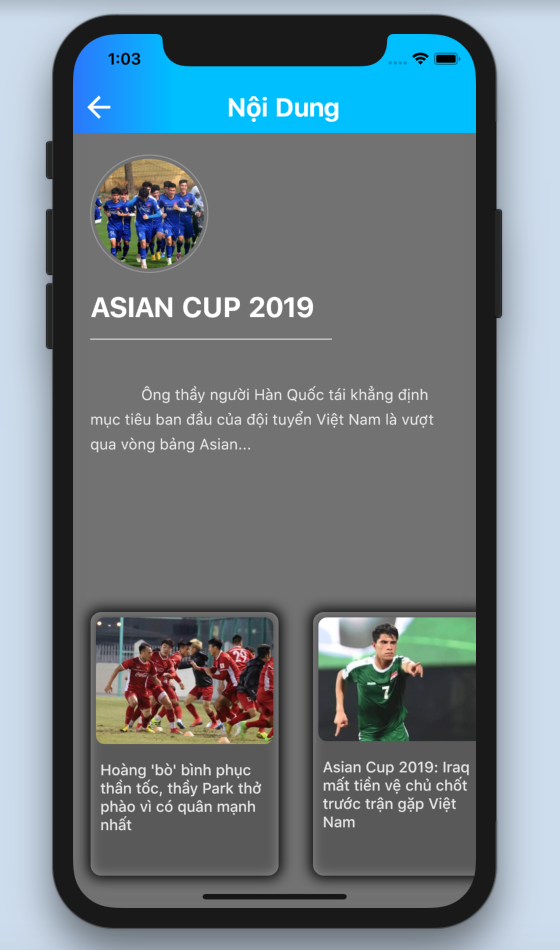 1:03
Nội Dung
ASIAN CUP 2019
Ông thầy người Hàn Quốc tái khẳng định
mục tiêu ban đầu của đội tuyển Việt Nam là vượt
qua vòng bảng Asian...
29
7
Hoàng 'bò' bình phục
thần tốc, thầy Park thở
phào vì có quân mạnh
nhất
Asian Cup 2019: Iraq
mất tiền vệ chủ chốt
trước trận gặp Việt
Nam